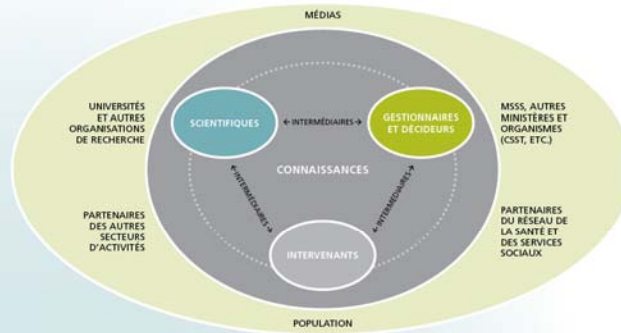 MÉDIAS
UNIVERSITÉS
ET AUTRES
ORGANISATIONS
DE RECHERCHE
SCIENTIFIQUES
←INTERMÉDIAIRES→
GESTIONNAIRES
ET DÉCIDEURS
MSSS, AUTRES
MINISTÈRES ET
ORGANISMES
(CSST, ETC.)
CONNAISSANCES
←INTERMÉDIAIRES→
←INTERMÉDIAIRES→
PARTENAIRES
DES AUTRES
SECTEURS
D'ACTIVITÉS
INTERVENANTS
PARTENAIRES
DU RÉSEAU DE
LA SANTÉ ET
DES SERVICES
SOCIAUX
POPULATION